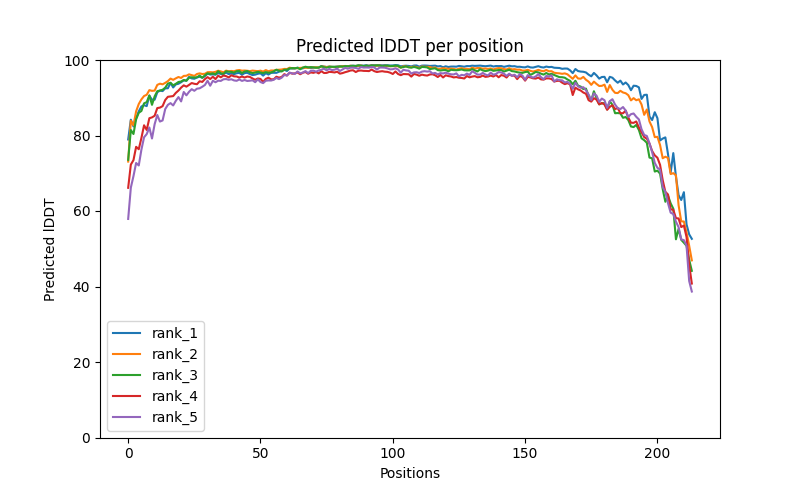 Predicted lDDT per position
Predicted lDDT
100
80
60
40
20
0
rank_1
rank_2
rank_3
rank_4
rank_5
0
50
100
150
200
Positions